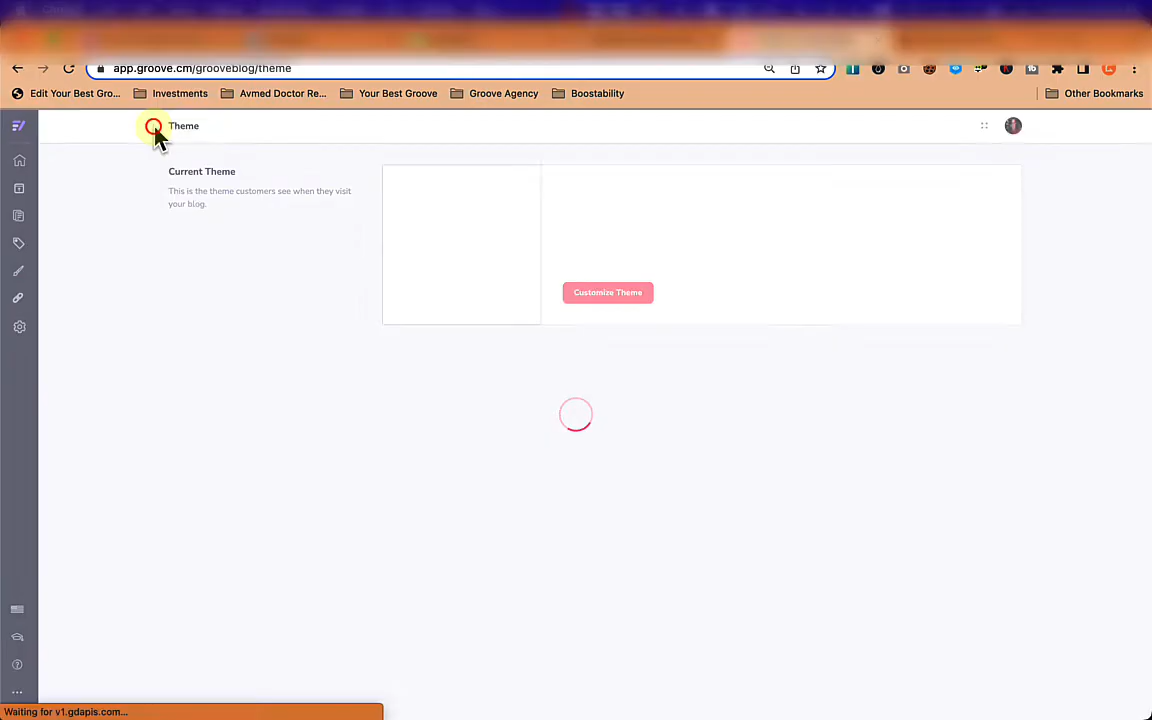 app.groove.cm/grooveblog/theme
Edit Your Best Gro...
Investments
Avmed Doctor Re...
Your Best Groove
Groove Agency
Boostability
Other Bookmarks
Theme
Current Theme
This is the theme customers see when they visit
your blog.
Customize Theme
Waiting for v1.gdapis.com...